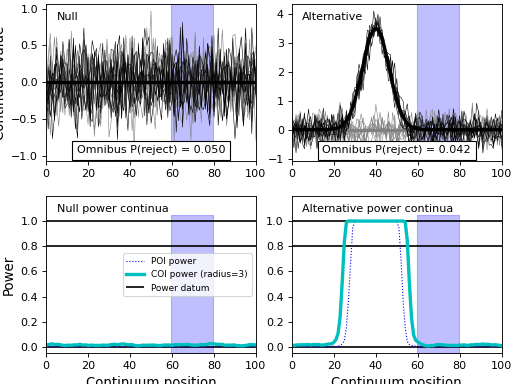 Null
Alternative
1.0
0.5
0.0
−0.5
−1.0
4
3
2
1
0
−1
Omnibus P(reject) = 0.050
Omnibus P(reject) = 0.042
0 20 40 60 80 100
0 20 40 60 80 100
Null power continua
Alternative power continua
1.0
0.8
0.6
0.4
0.2
0.0
1.0
0.8
0.6
0.4
0.2
0.0
Power
POI power
COI power (radius=3)
Power datum
0 20 40 60 80 100
0 20 40 60 80 100
Continuum position
Continuum position